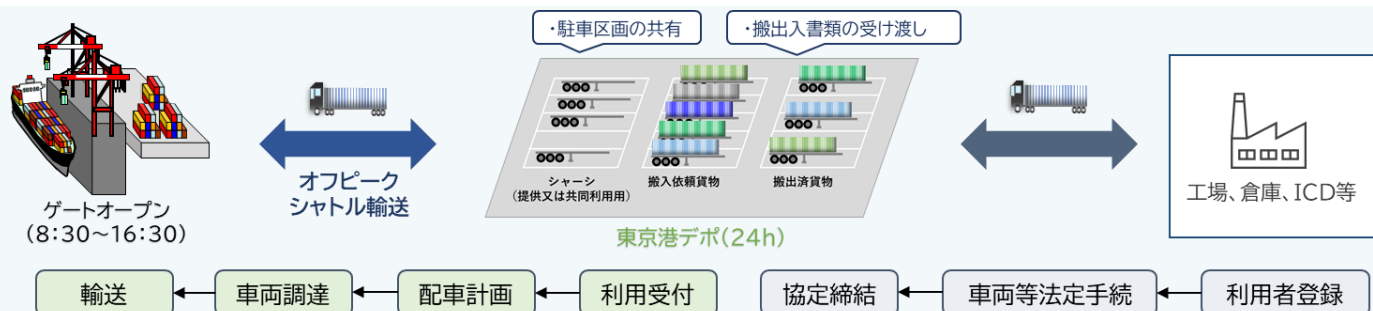 ・駐車区画の共有
・搬出入書類の受け渡し
オフピーク
シャトル輸送
シャーシ
(提供又は共同利用用)
搬入依頼貨物
搬出済貨物
工場、倉庫、ICD等
ゲートオープン
(8:30~16:30)
東京港デポ(24h)
輸送
車両調達
配車計画
利用受付
協定締結
車両等法定手続
利用者登録